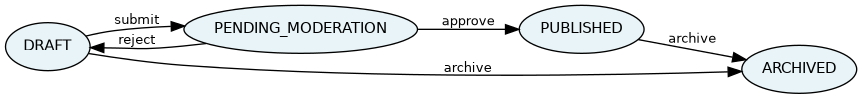 submit
DRAFT
reject
PENDING_MODERATION
approve
PUBLISHED
archive
archive
ARCHIVED